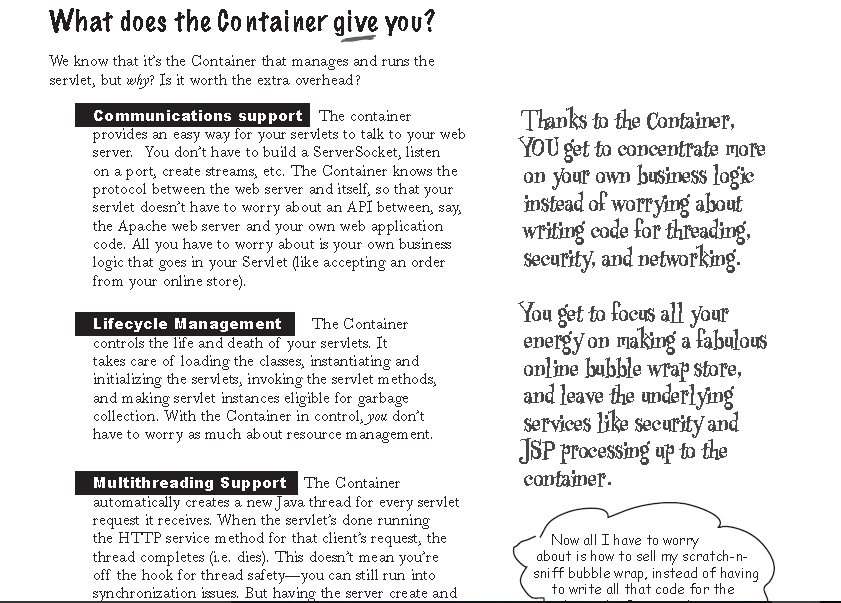 What does the Container give you?
We know that it's the Container that manages and runs the
servlet, but why? Is it worth the extra overhead?
Communications support The container
provides an easy way for your servlets to talk to your web
server. You don't have to build a ServerSocket, listen
on a port, create streams, etc. The Container knows the
protocol between the web server and itself, so that your
servlet doesn't have to worry about an API between, say,
the Apache web server and your own web application
code. All you have to worry about is your own business
logic that goes in your Servlet (like accepting an order
from your online store).
Lifecycle Management The Container
controls the life and death of your servlets. It
takes care of loading the classes, instantiating and
initializing the servlets, invoking the servlet methods,
and making servlet instances eligible for garbage
collection. With the Container in control, you don't
have to worry as much about resource management.
Multithreading Support The Container
automatically creates a new Java thread for every servlet
request it receives. When the servlet's done running
the HTTP service method for that client's request, the
thread completes (i.e. dies). This doesn't mean you're
off the hook for thread safety—you can still run into
synchronization issues. But having the server create and
Thanks to the Container,
YOU get to concentrate more
on your own business logic
instead of worrying about
writing code for threading,
security, and networking.
You get to focus all your
energy on making a fabulous
online bubble wrap store,
and leave the underlying
services like security and
JSP processing up to the
container.
Now all I have to worry
about is how to sell my scratch-n-
sniff bubble wrap, instead of having
to write all that code for the